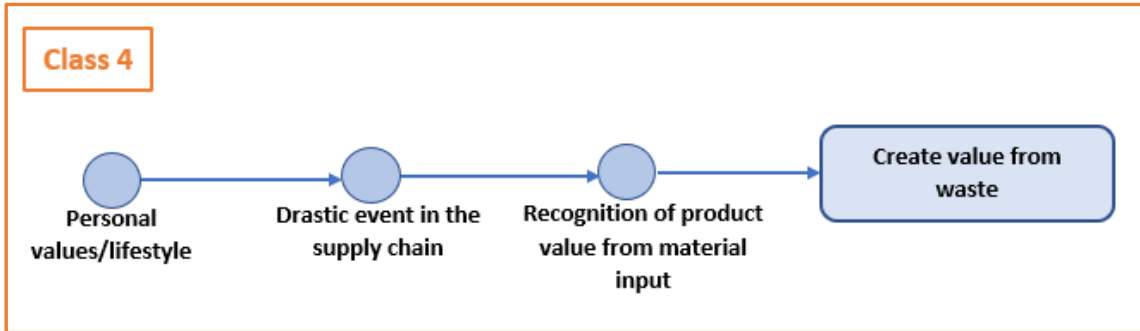 Class 4
Personal
values/lifestyle
Drastic event in the
supply chain
Recognition of product
value from material
input
Create value from
waste